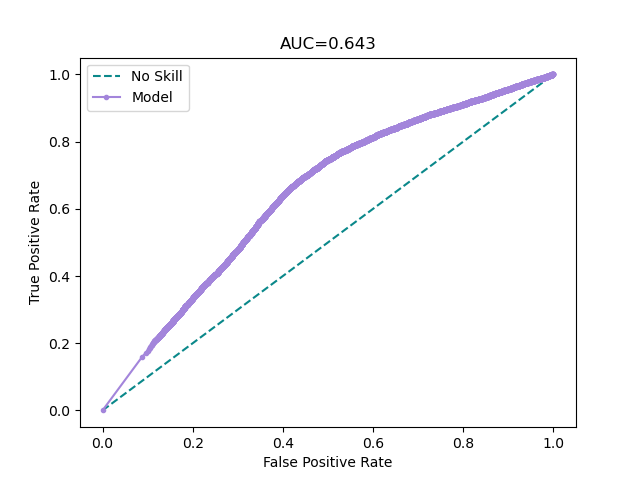 AUC=0.643
No Skill
Model
True Positive Rate
1.0
0.8
0.6
0.4
0.2
0.0
0.0 0.2 0.4 0.6 0.8 1.0
False Positive Rate